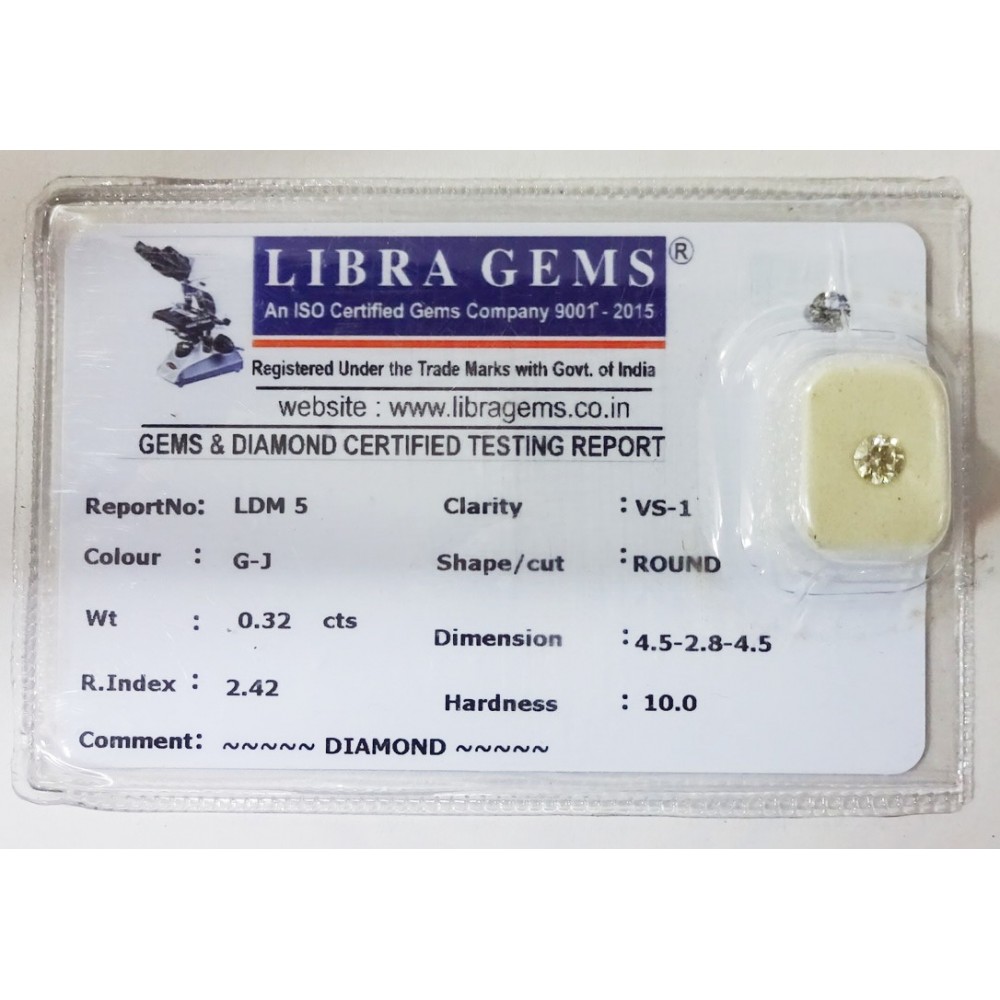 LIBRA GEMS ®
An ISO Certified Gems Company 9001 - 2015
Registered Under the Trade Marks with Govt. of India
website : www.libragems.co.in
GEMS & DIAMOND CERTIFIED TESTING REPORT
ReportNo: LDM 5 Clarity : VS-1
Colour : G-J Shape/cut : ROUND
Wt : 0.32 cts Dimension : 4.5-2.8-4.5
R.Index : 2.42 Hardness : 10.0
Comment: ~~~~~ DIAMOND ~~~~~